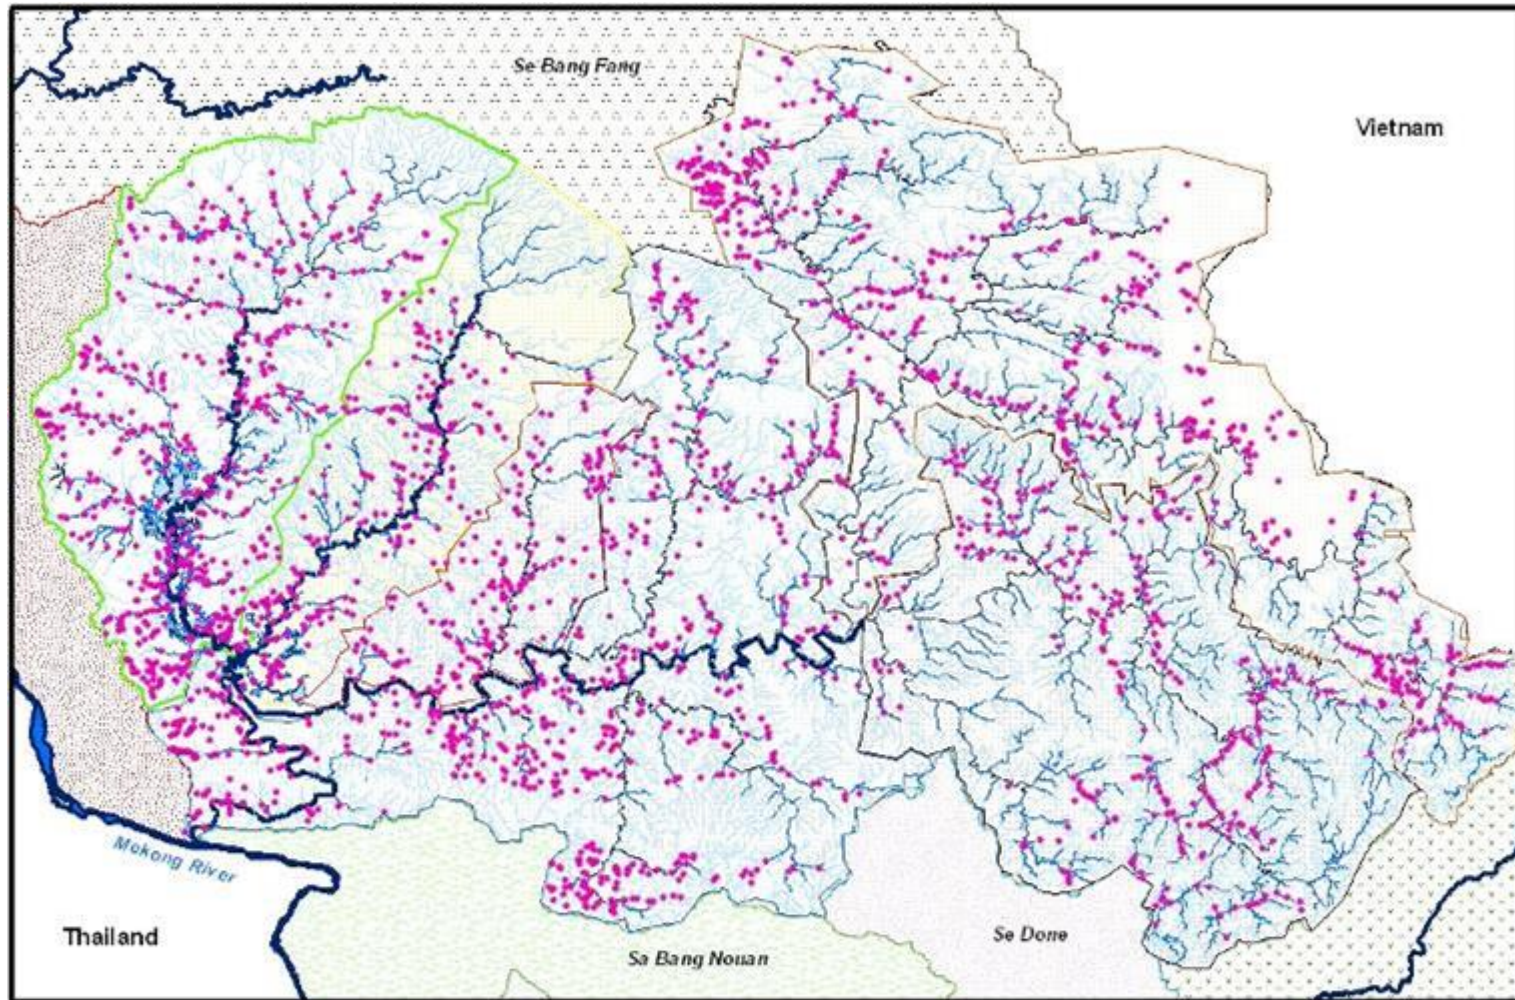 Se Bang Fang
Vietnam
Mekong River
Thailand
Se Done
Sa Bang Nouan